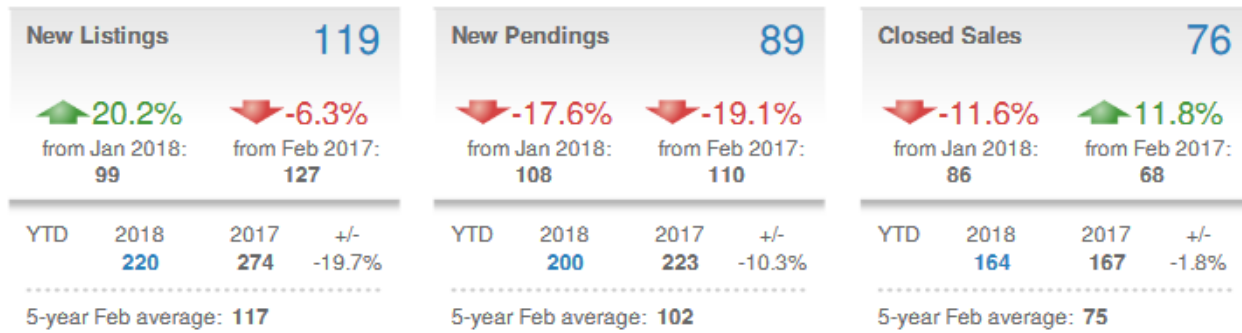 New Listings 119
20.2% -6.3%
from Jan 2018: from Feb 2017:
99 127
YTD 2018 2017 +/-
220 274 -19.7%
5-year Feb average: 117
New Pendings 89
-17.6% -19.1%
from Jan 2018: from Feb 2017:
108 110
YTD 2018 2017 +/-
200 223 -10.3%
5-year Feb average: 102
Closed Sales 76
-11.6% 11.8%
from Jan 2018: from Feb 2017:
86 68
YTD 2018 2017 +/-
164 167 -1.8%
5-year Feb average: 75